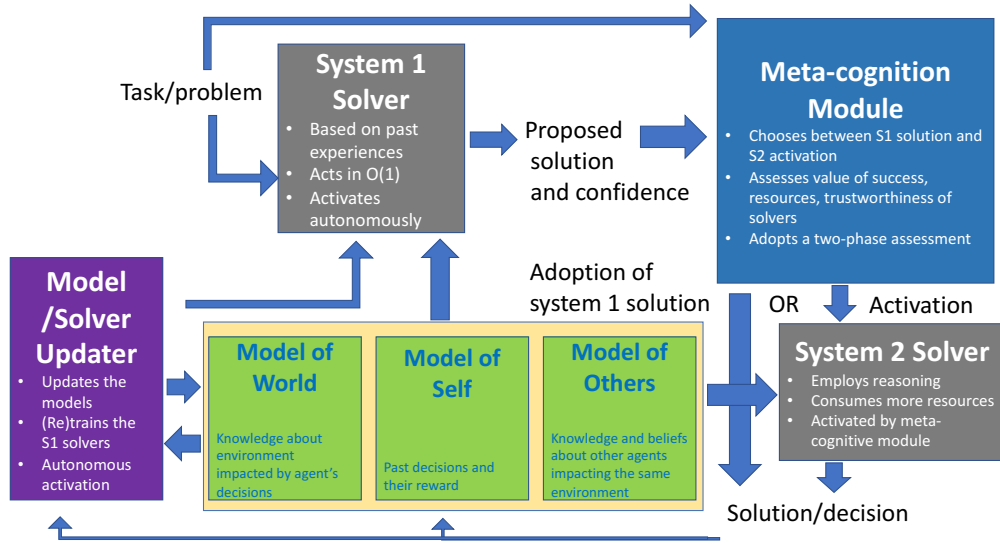 Task/problem
System 1
Solver
• Based on past
experiences
• Acts in O(1)
• Activates
autonomously
Proposed
solution
and confidence
Meta-cognition
Module
• Chooses between S1 solution and
S2 activation
• Assesses value of success,
resources, trustworthiness of
solvers
• Adopts a two-phase assessment
Model
/Solver
Updater
• Updates the
models
• (Re)trains the
S1 solvers
• Autonomous
activation
Adoption of
system 1 solution
OR
Activation
Model of
World
Knowledge about
environment
impacted by agent's
decisions
Model of
Self
Past decisions and
their reward
Model of
Others
Knowledge and beliefs
about other agents
impacting the same
environment
System 2 Solver
• Employs reasoning
• Consumes more resources
• Activated by meta-
cognitive module
Solution/decision